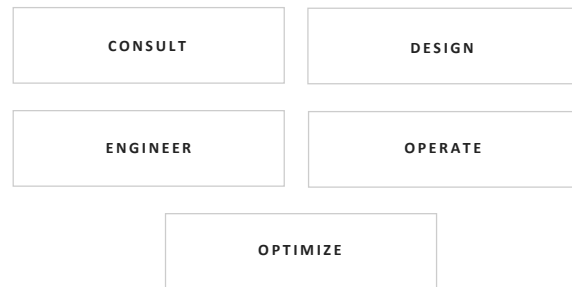 CONSULT
DESIGN
ENGINEER
OPERATE
OPTIMIZE